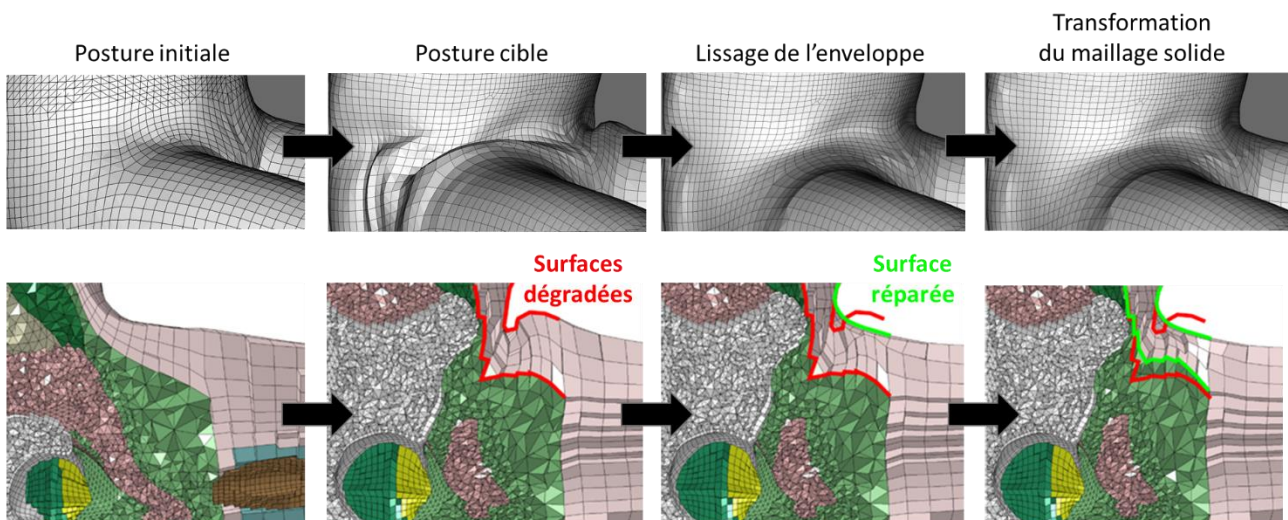 Posture initiale
Posture cible
Lissage de l’enveloppe
Transformation
du maillage solide
Surfaces
dégradées
Surface
réparée